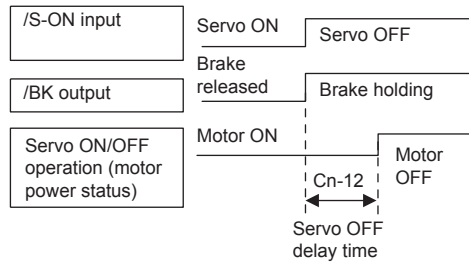 /S-ON input
Servo ON
Servo OFF
Brake
released
/BK output
Brake holding
Servo ON/OFF
operation (motor
power status)
Motor ON
Motor
OFF
Cn-12
Servo OFF
delay time